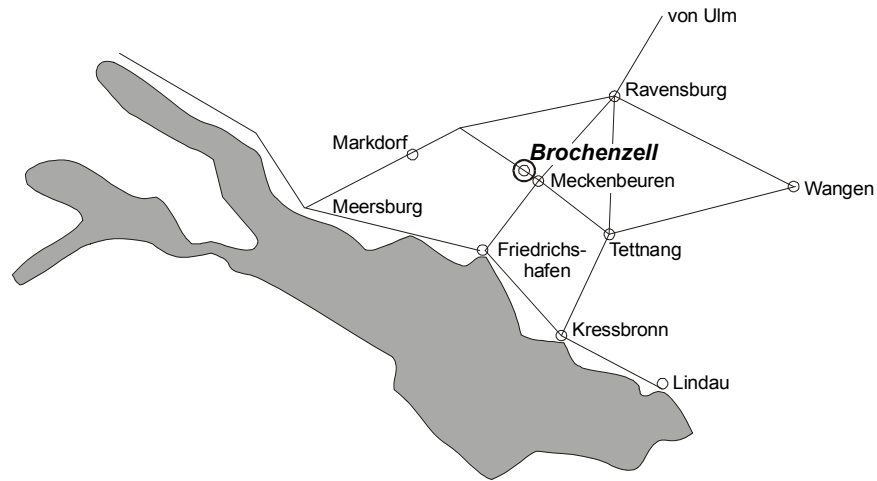 von Ulm
Ravensburg
Markdorf
Brochenzell
Meckenbeuren
Wangen
Meersburg
Friedrichs-
hafen
Tettnang
Kressbronn
Lindau